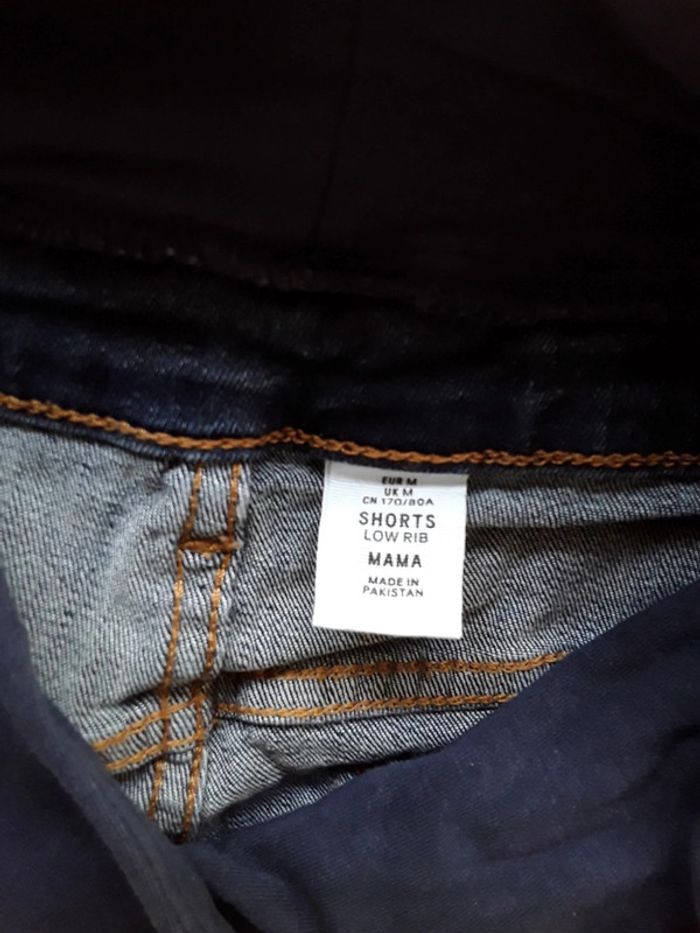 EUR M
UK M
CN 170/80A
SHORTS
LOW RIB
MAMA
MADE IN
PAKISTAN